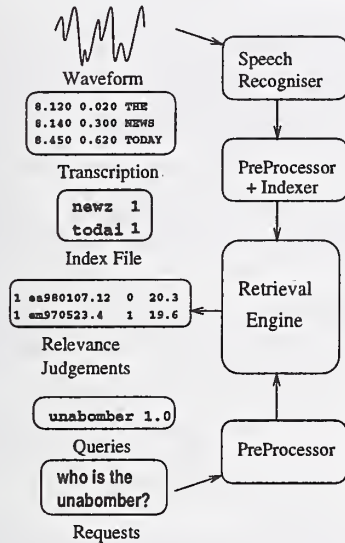 Waveform
8.120 0.020 THE
8.140 0.300 NEWS
8.450 0.620 TODAY
Transcription
newz 1
todai 1
Index File
1 ea980107.12 0 20.3
1 em970523.4 1 19.6
Relevance
Judgements
unabomber 1.0
Queries
who is the
unabomber?
Requests
Speech
Recogniser
PreProcessor
+ Indexer
Retrieval
Engine
PreProcessor